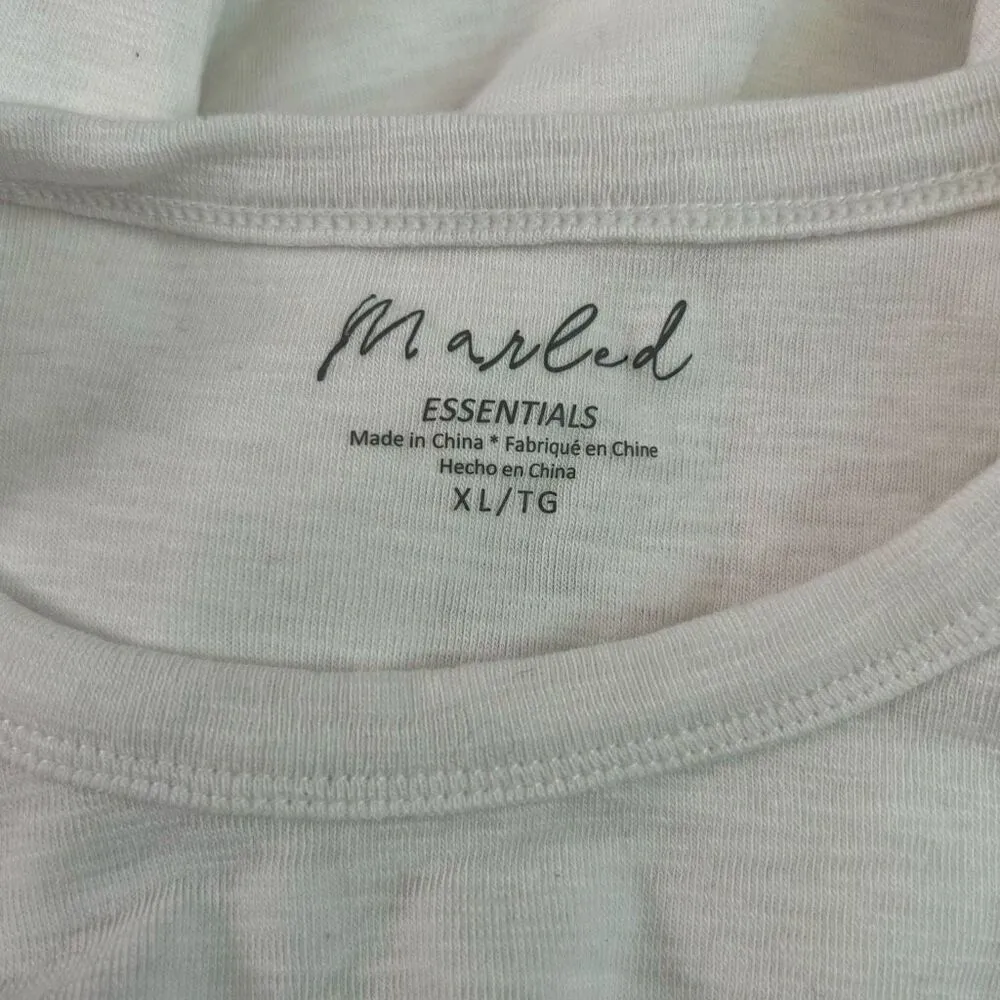 Marled
ESSENTIALS
Made in China * Fabriqué en Chine
Hecho en China
XL/TG